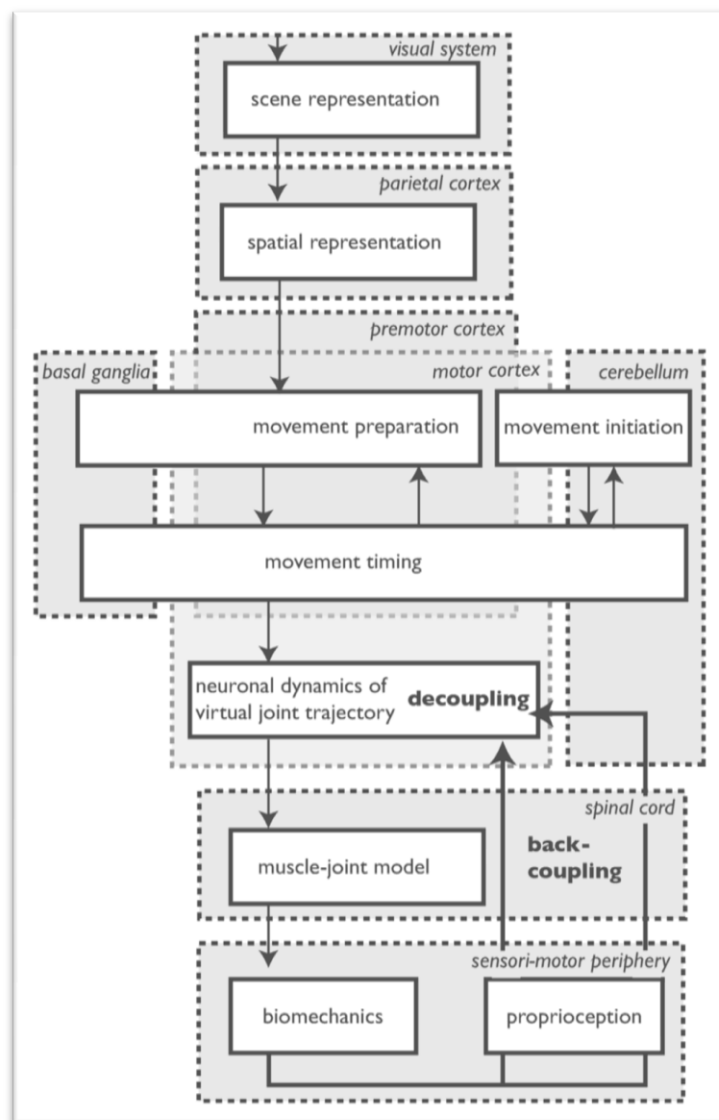 visual system
scene representation
parietal cortex
spatial representation
premotor cortex
basal ganglia
motor cortex
cerebellum
movement preparation
movement initiation
movement timing
neuronal dynamics of
virtual joint trajectory
decoupling
spinal cord
back-
coupling
muscle-joint model
sensori-motor periphery
biomechanics
proprioception